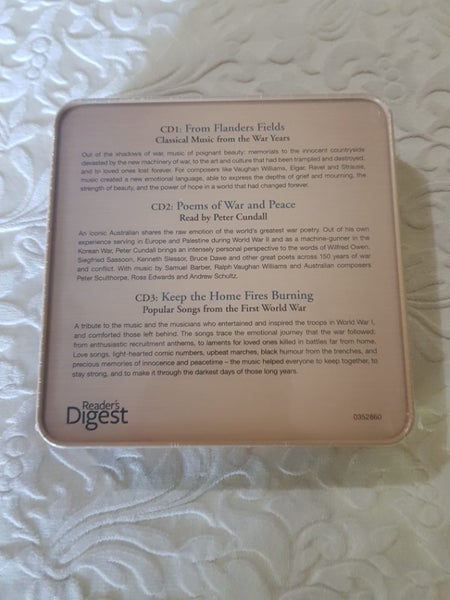 CD1: From Flanders Fields
Classical Music from the War Years
Out of the shadows of war, music of poignant beauty: memorials to the innocent countryside
devasted by the new machinery of war, to the art and culture that had been trampled and destroyed,
and to loved ones lost forever. For composers like Vaughan Williams, Elgar, Ravel and Strauss,
music created a new emotional language, able to express the depths of grief and mourning, the
strength of beauty, and the power of hope in a world that had changed forever.
CD2: Poems of War and Peace
Read by Peter Cundall
An iconic Australian shares the raw emotion of the world's greatest war poetry. Out of his own
experience serving in Europe and Palestine during World War II and as a machine-gunner in the
Korean War, Peter Cundall brings an intensely personal perspective to the words of Wilfred Owen,
Siegfried Sassoon, Kenneth Slessor, Bruce Dawe and other great poets across 150 years of war
and conflict. With music by Samuel Barber, Ralph Vaughan Williams and Australian composers
Peter Sculthorpe, Ross Edwards and Andrew Schultz.
CD3: Keep the Home Fires Burning
Popular Songs from the First World War
A tribute to the music and the musicians who entertained and inspired the troops in World War I,
and comforted those left behind. The songs trace the emotional journey that the war followed:
from enthusiastic recruitment anthems, to laments for loved ones killed in battles far from home.
Love songs, light-hearted comic numbers, upbeat marches, black humour from the trenches, and
precious memories of innocence and peacetime – the music helped everyone to keep together, to
stay strong, and to make it through the darkest days of those long years.
Reader's
Digest
0352860